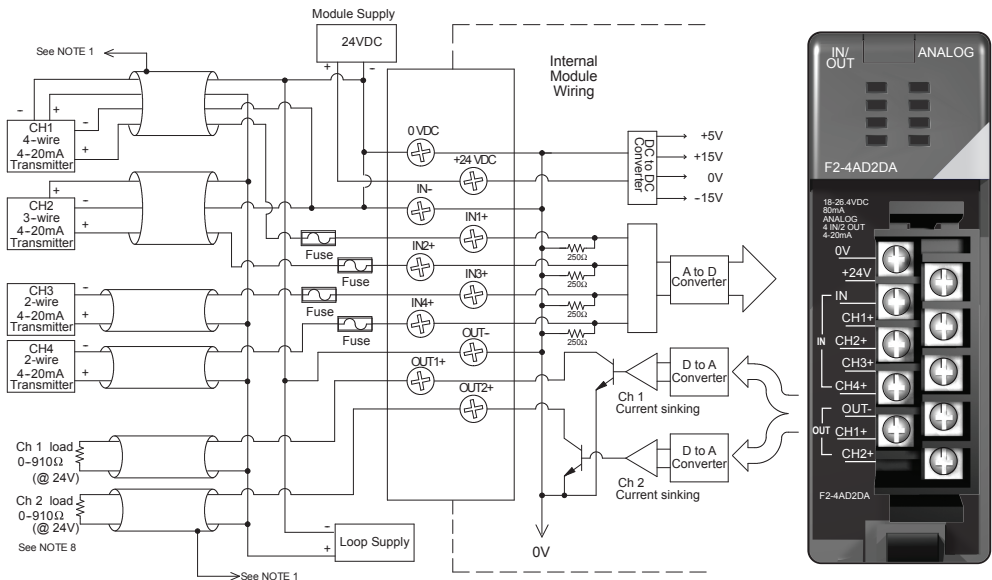 Module Supply
24VDC
+ -
See NOTE 1
Internal
Module
Wiring
- +
CH1
4-wire
4-20mA
Transmitter
-
+
+
CH2
3-wire
4-20mA
Transmitter
-
+
CH3
2-wire
4-20mA
Transmitter
-
+
CH4
2-wire
4-20mA
Transmitter
-
+
Ch 1 load
0-910Ω
(@ 24V)
Ch 2 load
0-910Ω
(@ 24V)
See NOTE 8
See NOTE 1
Fuse
Fuse
Fuse
Fuse
-
+
Loop Supply
0 VDC
+24 VDC
IN-
IN1+
IN2+
IN3+
IN4+
OUT-
OUT1+
OUT2+
DC to DC
Converter
+5V
+15V
0V
-15V
250Ω
250Ω
250Ω
250Ω
A to D
Converter
D to A
Converter
Ch 1
Current sinking
D to A
Converter
Ch 2
Current sinking
0V
IN/
OUT
ANALOG
F2-4AD2DA
18-26.4VDC
80mA
ANALOG
4 IN/2 OUT
4-20mA
0V
+24V
IN
CH1+
CH2+
IN
CH3+
CH4+
OUT-
OUT
CH1+
CH2+
F2-4AD2DA